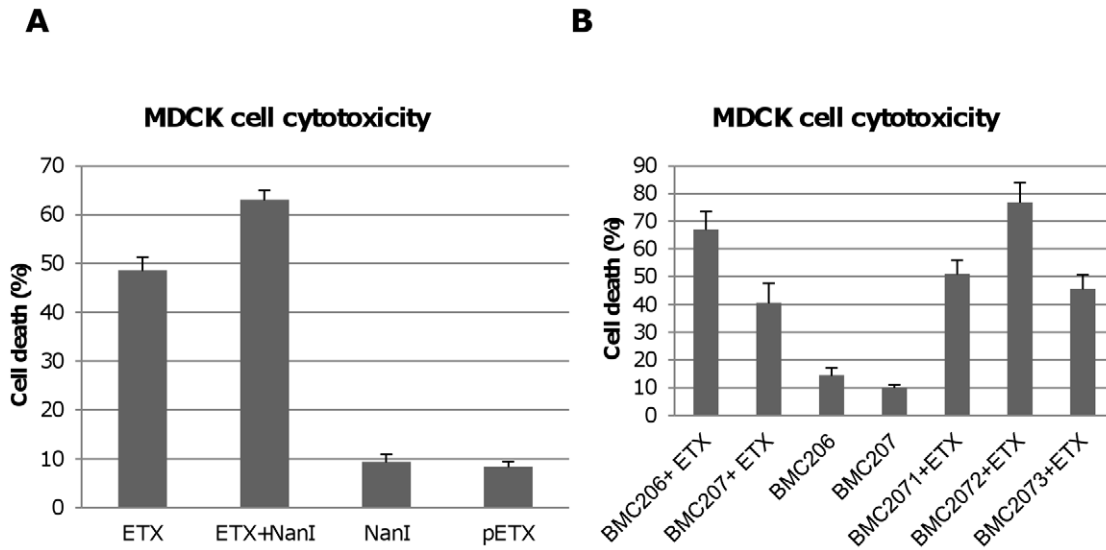 A
B
MDCK cell cytotoxicity
MDCK cell cytotoxicity
Cell death (%)
70
60
50
40
30
20
10
0
ETX
ETX+NanI
NanI
pETX
Cell death (%)
90
80
70
60
50
40
30
20
10
0
BMC206+ ETX
BMC207+ ETX
BMC206
BMC207
BMC2071+ETX
BMC2072+ETX
BMC2073+ETX